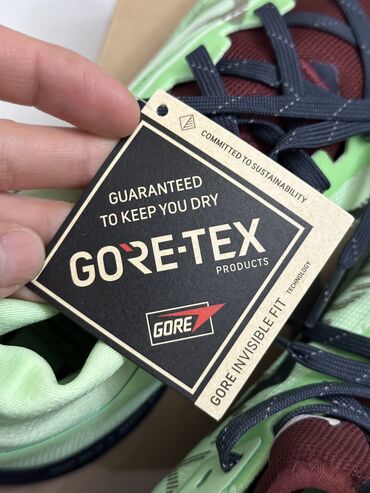 COMMITTED TO SUSTAINABILITY
GUARANTEED
TO KEEP YOU DRY
GORE-TEX
PRODUCTS
GORE
GORE INVISIBLE FIT TECHNOLOGY